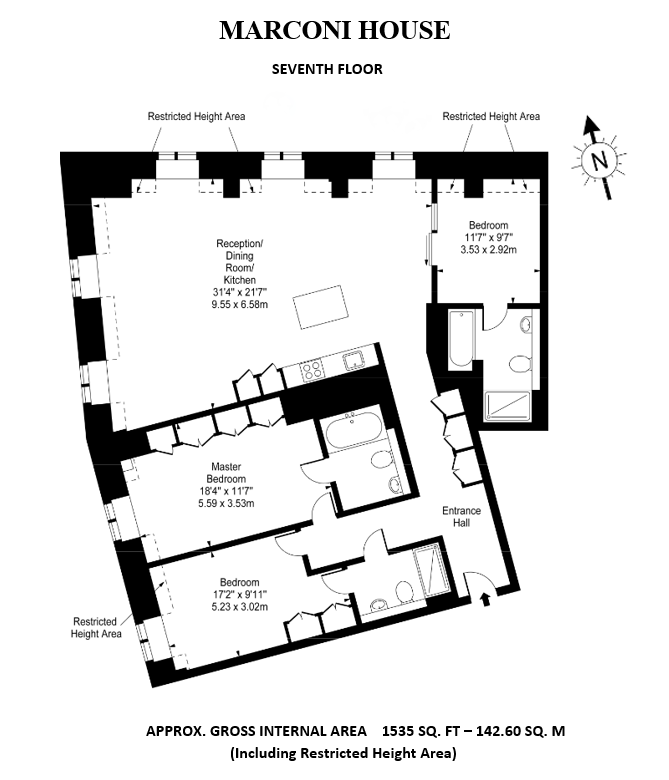 MARCONI HOUSE
SEVENTH FLOOR
Restricted Height Area
Restricted Height Area
N
Reception/
Dining
Room/
Kitchen
31'4" x 21'7"
9.55 x 6.58m
Bedroom
11'7" x 9'7"
3.53 x 2.92m
Master
Bedroom
18'4" x 11'7"
5.59 x 3.53m
Entrance
Hall
Bedroom
17'2" x 9'11"
5.23 x 3.02m
Restricted
Height Area
APPROX. GROSS INTERNAL AREA 1535 SQ. FT – 142.60 SQ. M
(Including Restricted Height Area)